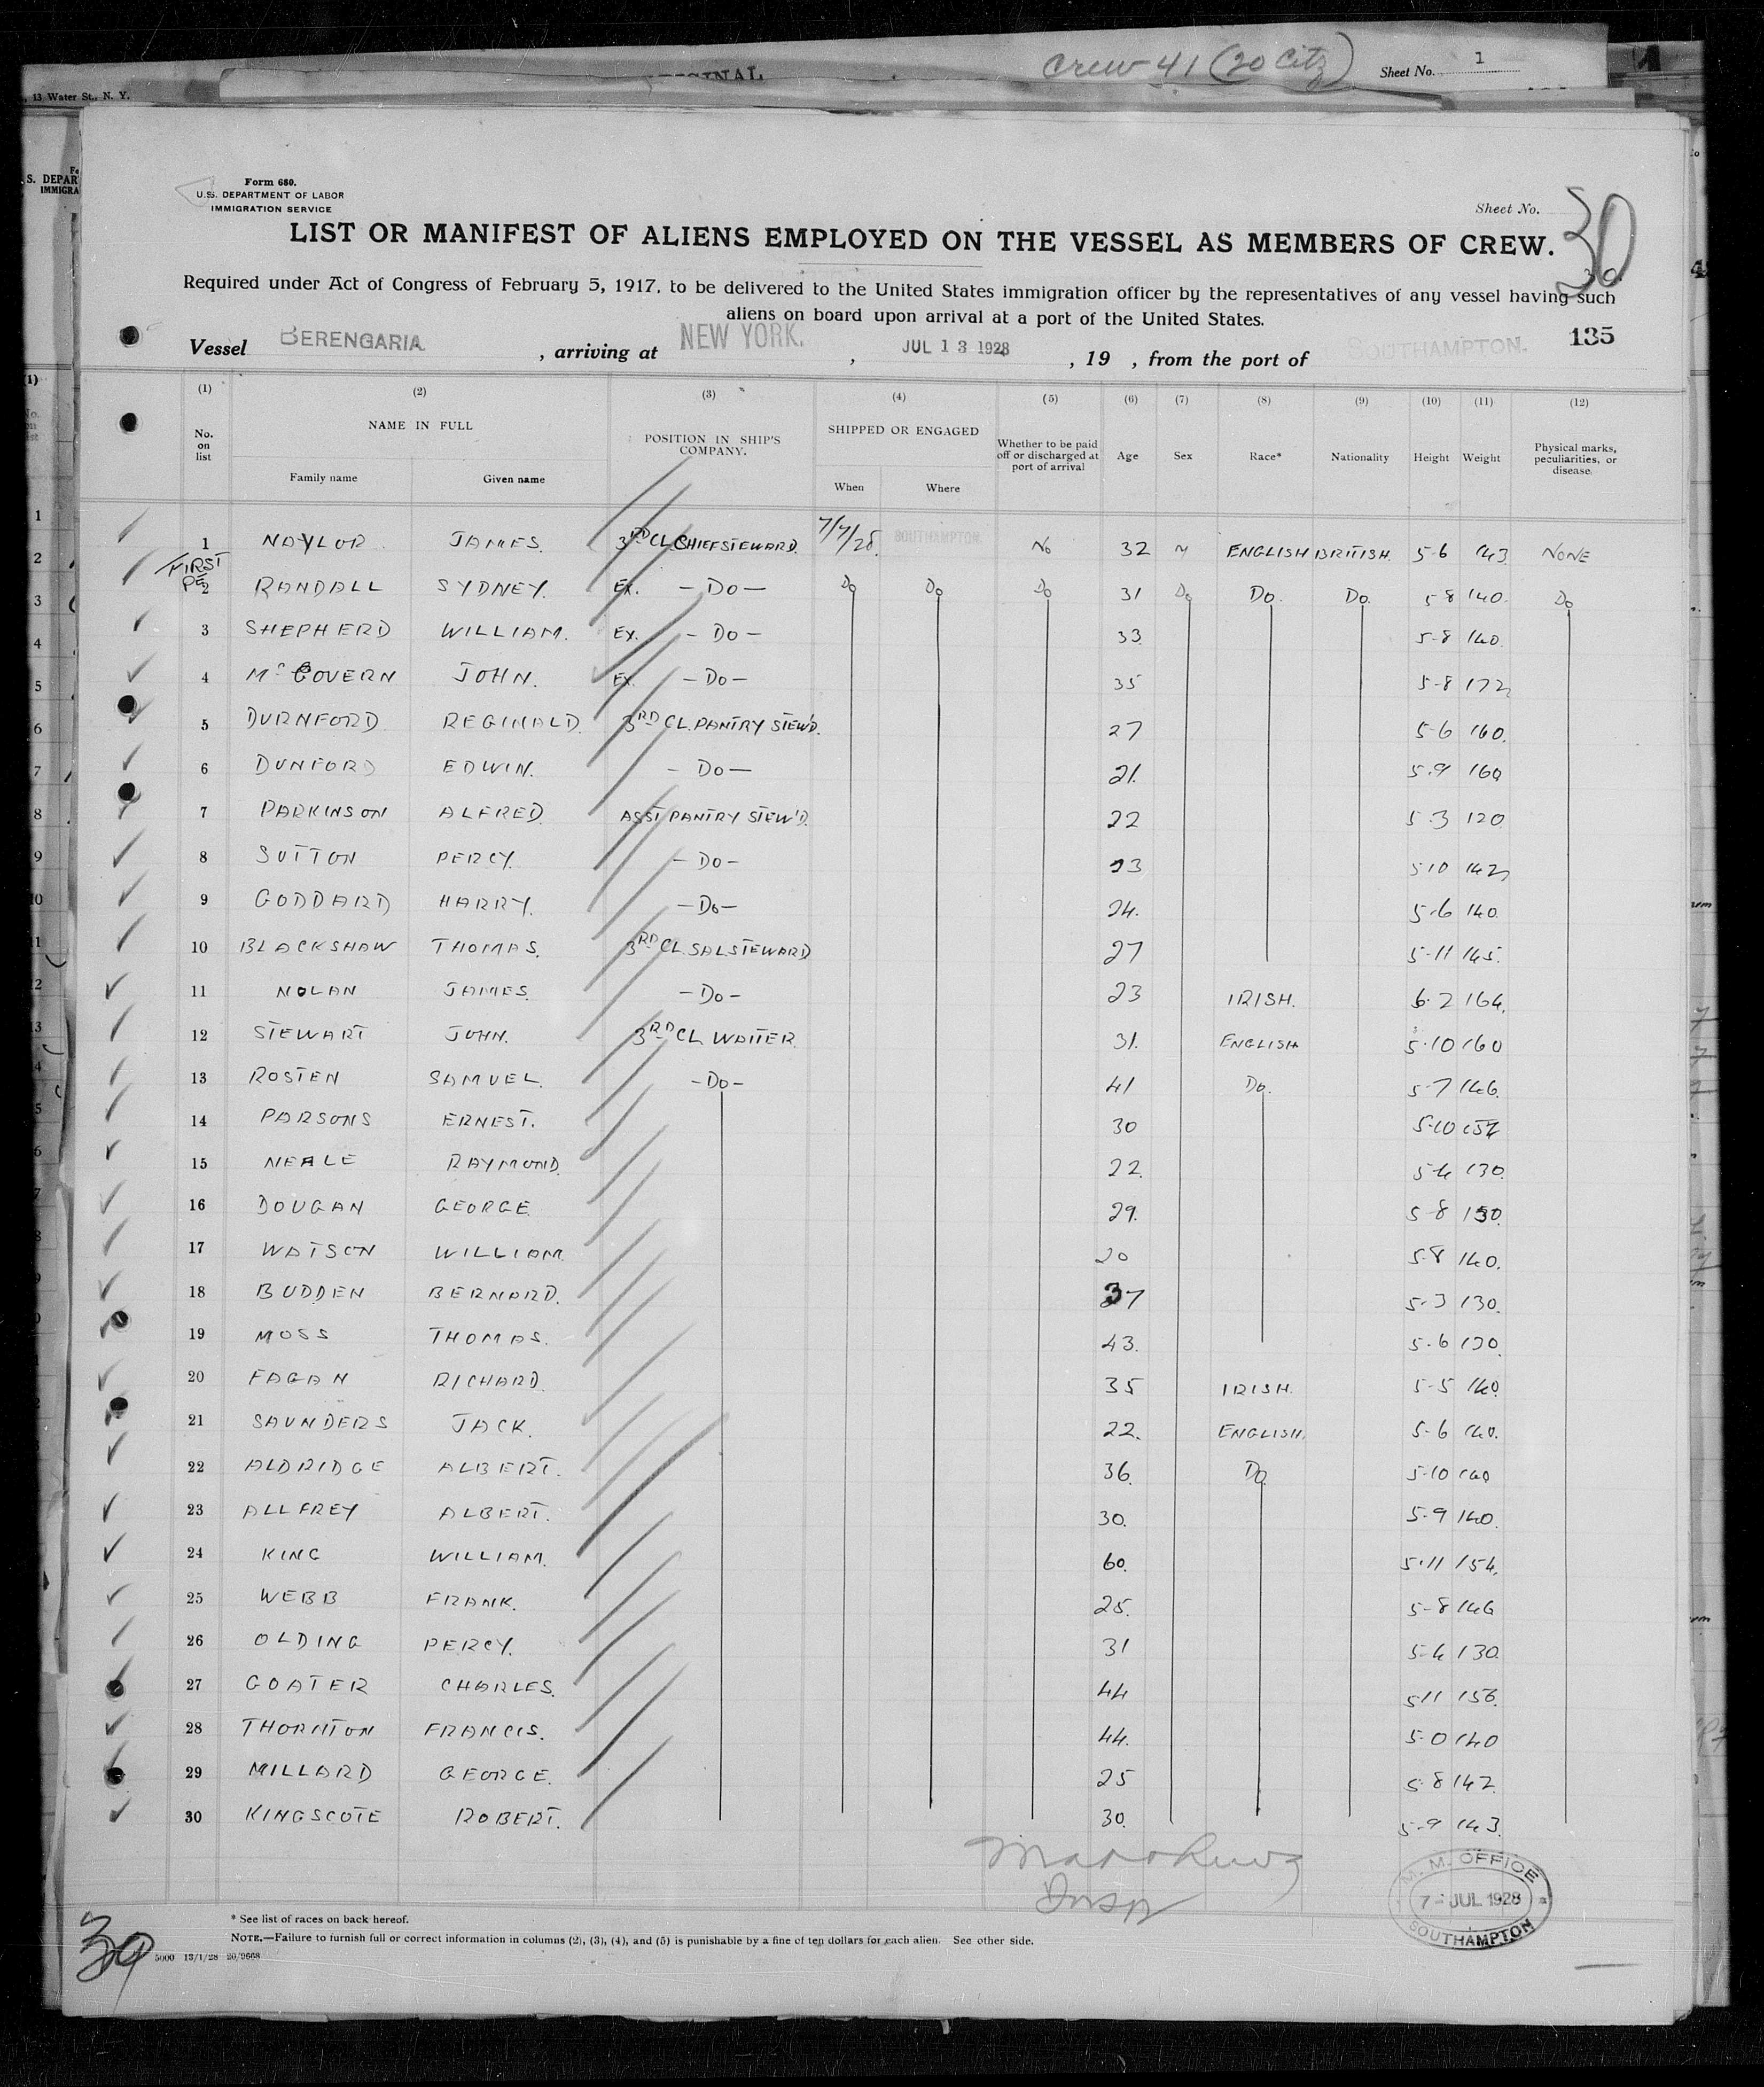 Crew 41 (20 Citz) Sheet No. 1
, 13 Water St., N. Y.
Form 680.
U.S. DEPARTMENT OF LABOR
IMMIGRATION SERVICE
Sheet No. 30
LIST OR MANIFEST OF ALIENS EMPLOYED ON THE VESSEL AS MEMBERS OF CREW.
30
Required under Act of Congress of February 5, 1917, to be delivered to the United States immigration officer by the representatives of any vessel having such
aliens on board upon arrival at a port of the United States.
135
Vessel BERENGARIA , arriving at NEW YORK. , JUL 13 1928 , 19 , from the port of SOUTHAMPTON.
(1) (2) (3) (4) (5) (6) (7) (8) (9) (10) (11) (12)
No. on list NAME IN FULL Family name Given name POSITION IN SHIP'S COMPANY. SHIPPED OR ENGAGED When Where Whether to be paid off or discharged at port of arrival Age Sex Race* Nationality Height Weight Physical marks, peculiarities, or disease.
1 NAYLOR JAMES. 3RD CL CHIEF STEWARD. 7/7/28. SOUTHAMPTON. No 32 M ENGLISH BRITISH. 5-6 143 NONE
FIRST
2 RANDALL SYDNEY. Ex. — Do — Do Do Do 31 Do Do. Do. 5 8 140. Do
3 SHEPHERD WILLIAM. Ex. - Do - 33 5-8 140.
4 McGOVERN JOHN. Ex. - Do - 35 5-8 172
5 DURNFORD REGINALD. 3RD CL. PANTRY STEW'D. 27 5-6 160.
6 DUNFORD EDWIN. - Do — 21. 5.9 160
7 PARKINSON ALFRED. ASST PANTRY STEW'D. 22 5.3 120
8 SUTTON PERCY. - Do - 23 5.10 142
9 GODDARD HARRY. - Do - 24. 5-6 140.
10 BLACKSHAW THOMAS. 3RD CL. SAL STEWARD 27 5-11 145.
11 NOLAN JAMES. - Do - 23 IRISH. 6.2 164.
12 STEWART JOHN. 3RD CL WAITER. 31. ENGLISH 5.10 160
13 ROSTEN SAMUEL. - Do - 41 Do. 5-7 146.
14 PARSONS ERNEST. 30 5-10 154
15 NEALE RAYMOND. 22. 5-4 130.
16 DOUGAN GEORGE. 29. 5-8 150.
17 WATSON WILLIAM. 20 5.8 140.
18 BUDDEN BERNARD. 37 5.3 130.
19 MOSS THOMAS. 43. 5.6 130.
20 FAGAN RICHARD. 35 IRISH. 5-5 140.
21 SAUNDERS JACK. 22. ENGLISH. 5-6 140.
22 ALDRIDGE ALBERT. 36. Do. 5-10 140
23 ALLFREY ALBERT. 30. 5-9 140.
24 KING WILLIAM. 60. 5.11 154.
25 WEBB FRANK. 25. 5-8 146
26 OLDING PERCY. 31 5-4 130.
27 GOATER CHARLES. 44 5 11 156.
28 THORNTON FRANCIS. 44. 5-0 140
29 MILLARD GEORGE. 25 5-8 142.
30 KINGSCOTE ROBERT. 30. 5-9 143.
M. M. OFFICE
7 - JUL 1928
SOUTHAMPTON
* See list of races on back hereof.
NOTE.—Failure to furnish full or correct information in columns (2), (3), (4), and (5) is punishable by a fine of ten dollars for each alien. See other side.
5000 13/1/28 20/9668